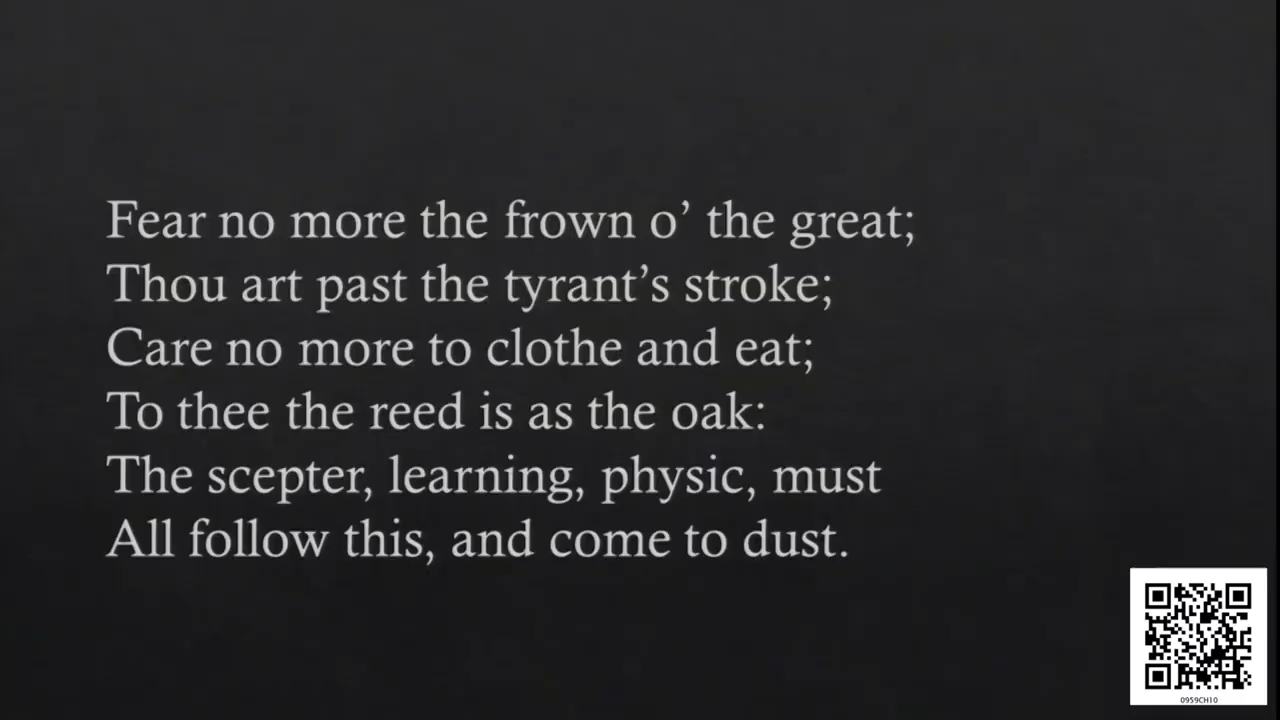 Fear no more the frown o’ the great;
Thou art past the tyrant’s stroke;
Care no more to clothe and eat;
To thee the reed is as the oak:
The scepter, learning, physic, must
All follow this, and come to dust.
0959CH10